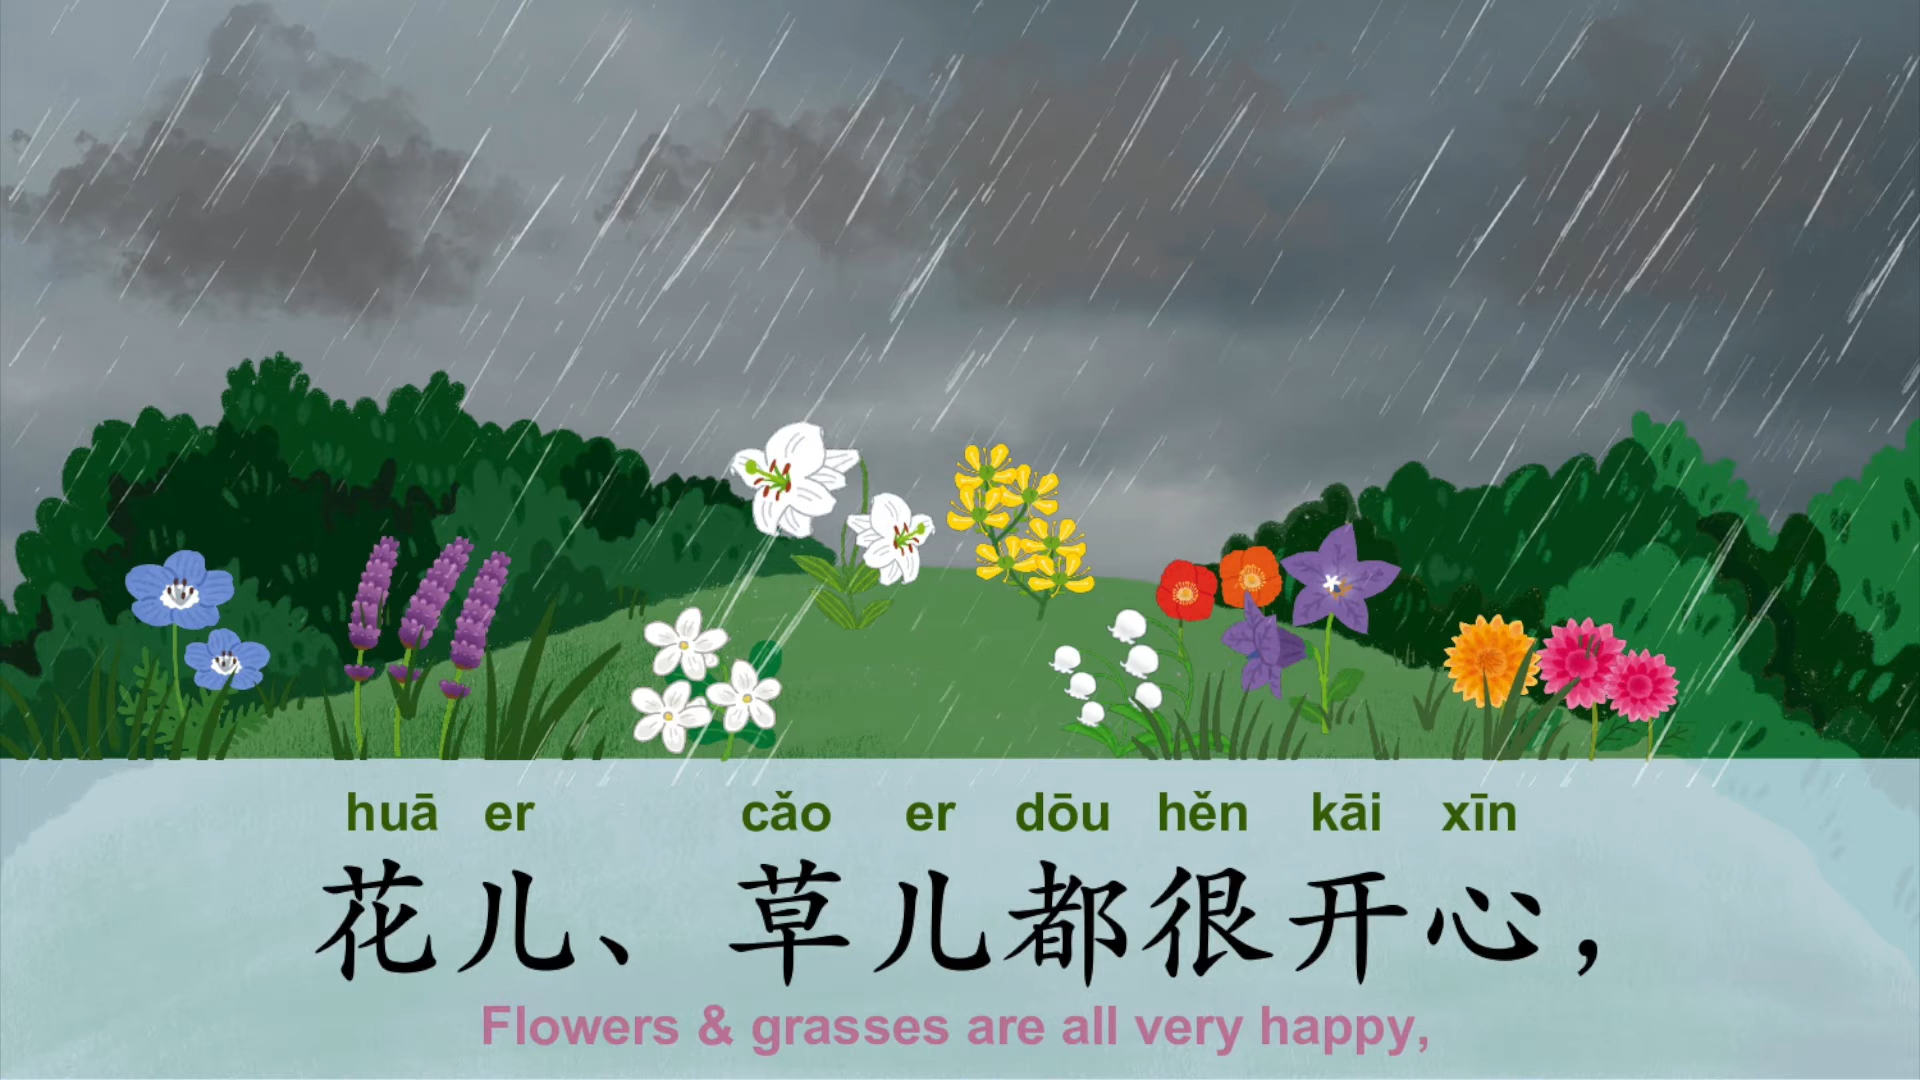 huā er cǎo er dōu hěn kāi xīn
花儿、草儿都很开心，
Flowers & grasses are all very happy,